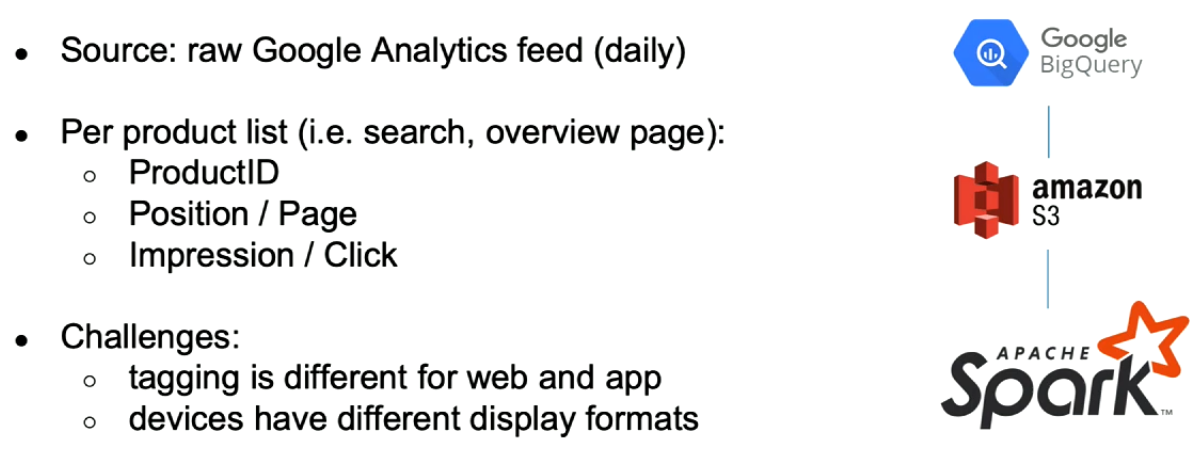 ● Source: raw Google Analytics feed (daily)
● Per product list (i.e. search, overview page):
○ ProductID
○ Position / Page
○ Impression / Click
● Challenges:
○ tagging is different for web and app
○ devices have different display formats
Google
BigQuery
amazon
S3
APACHE
Spark™